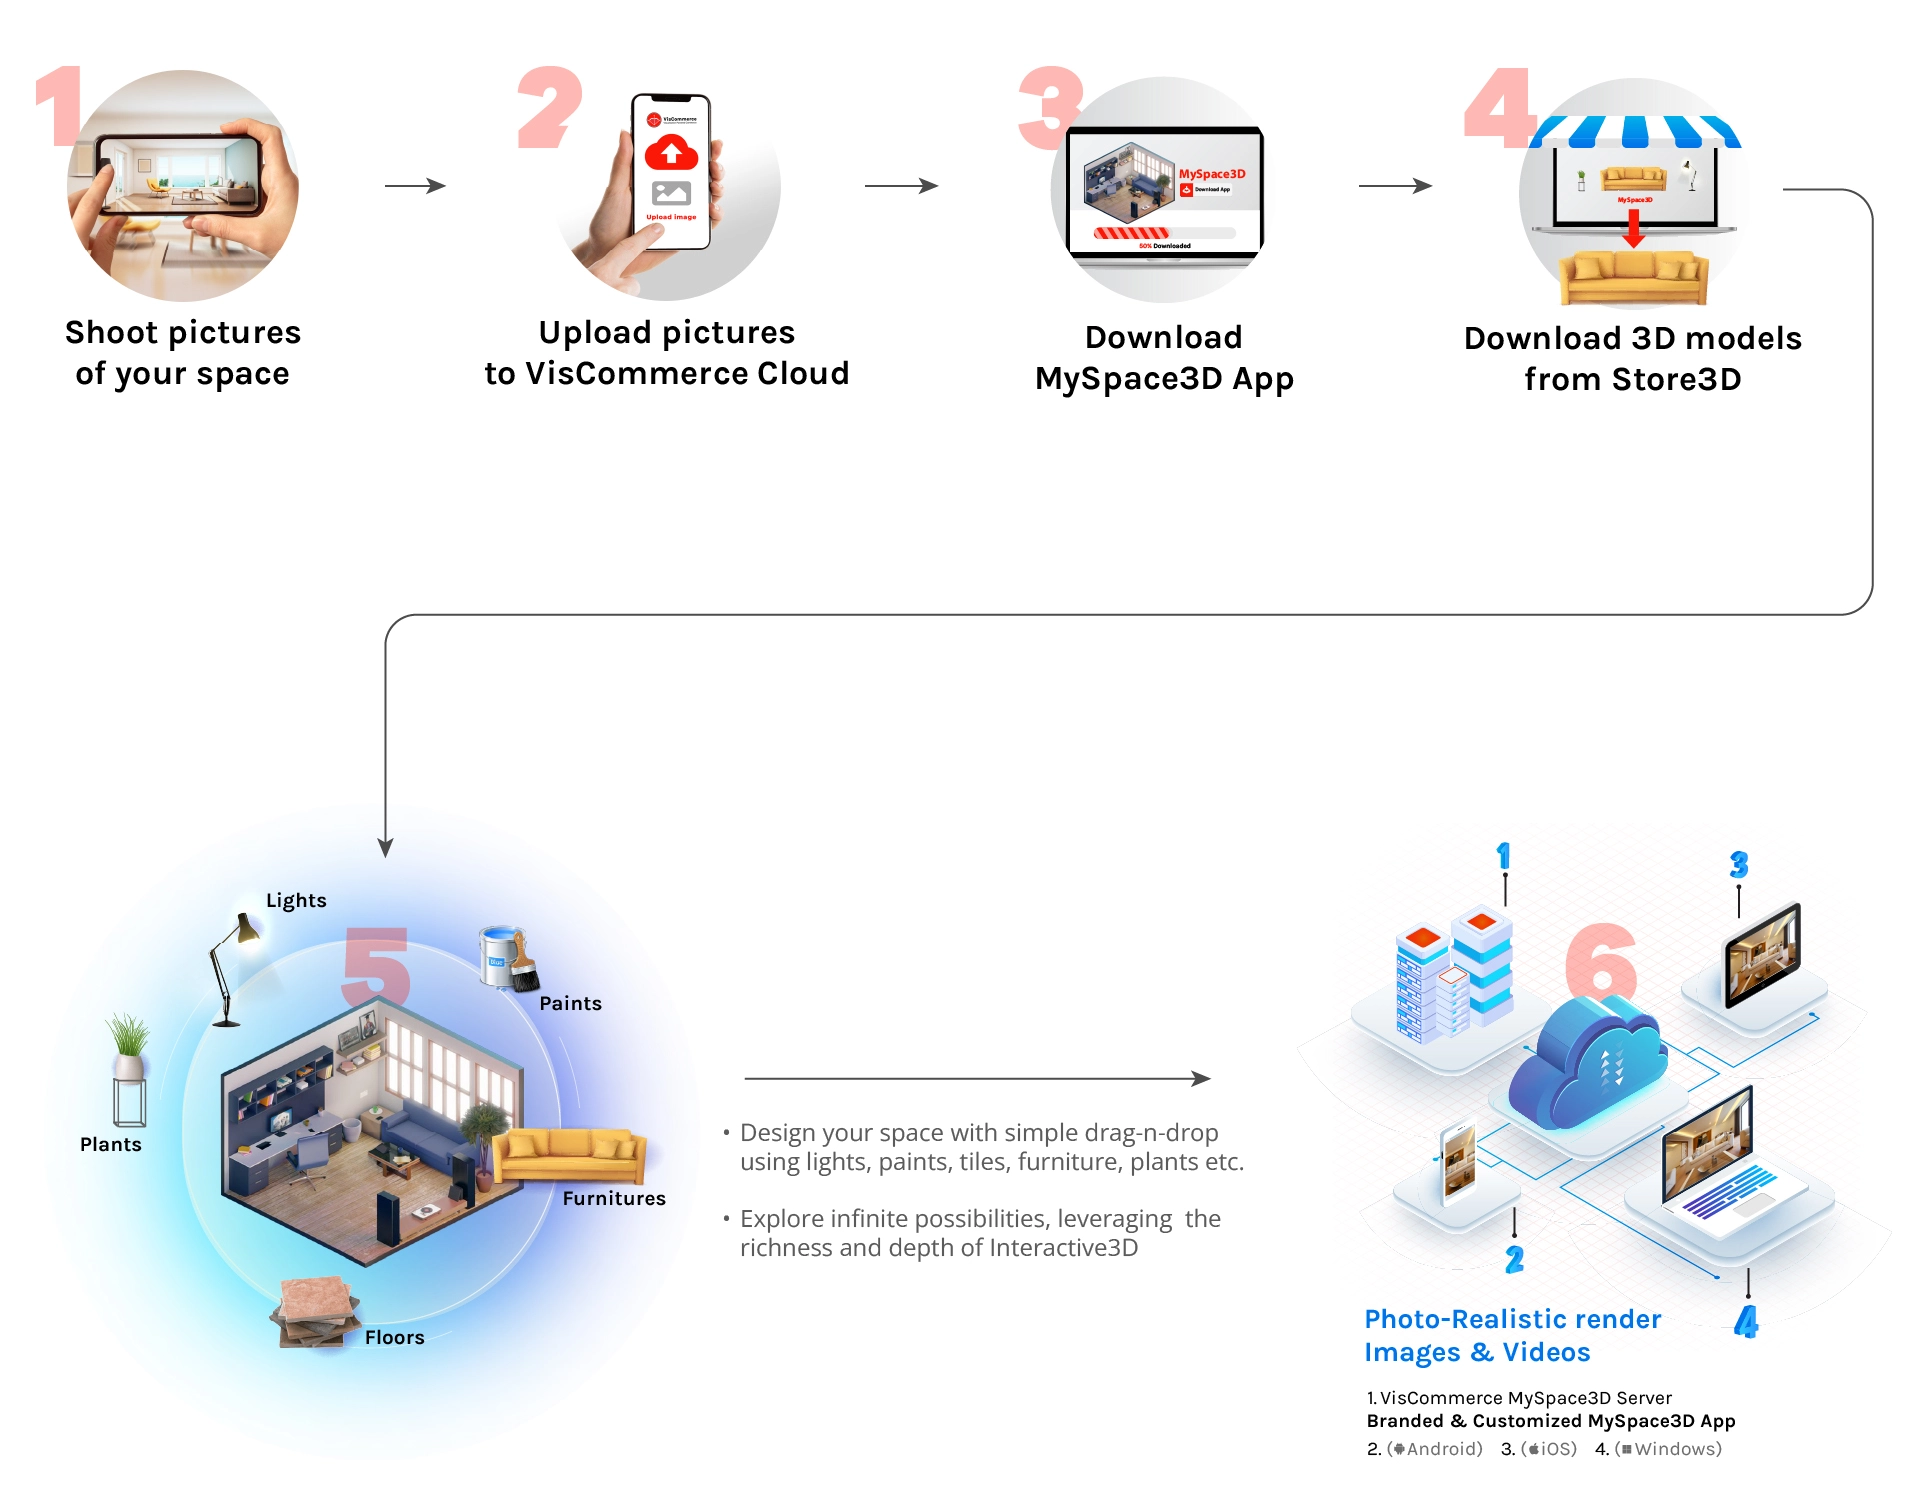 1
Shoot pictures
of your space
2
VisCommerce
Upload image
Upload pictures
to VisCommerce Cloud
3
MySpace3D
Download App
60% Downloaded
Download
MySpace3D App
4
MySpace3D
Download 3D models
from Store3D
5
Lights
Paints
blue
Plants
Furnitures
Floors
• Design your space with simple drag-n-drop
using lights, paints, tiles, furniture, plants etc.
• Explore infinite possibilities, leveraging the
richness and depth of Interactive3D
6
1
3
2
4
Photo-Realistic render
Images & Videos
1. VisCommerce MySpace3D Server
Branded & Customized MySpace3D App
2. (Android) 3. (iOS) 4. (Windows)